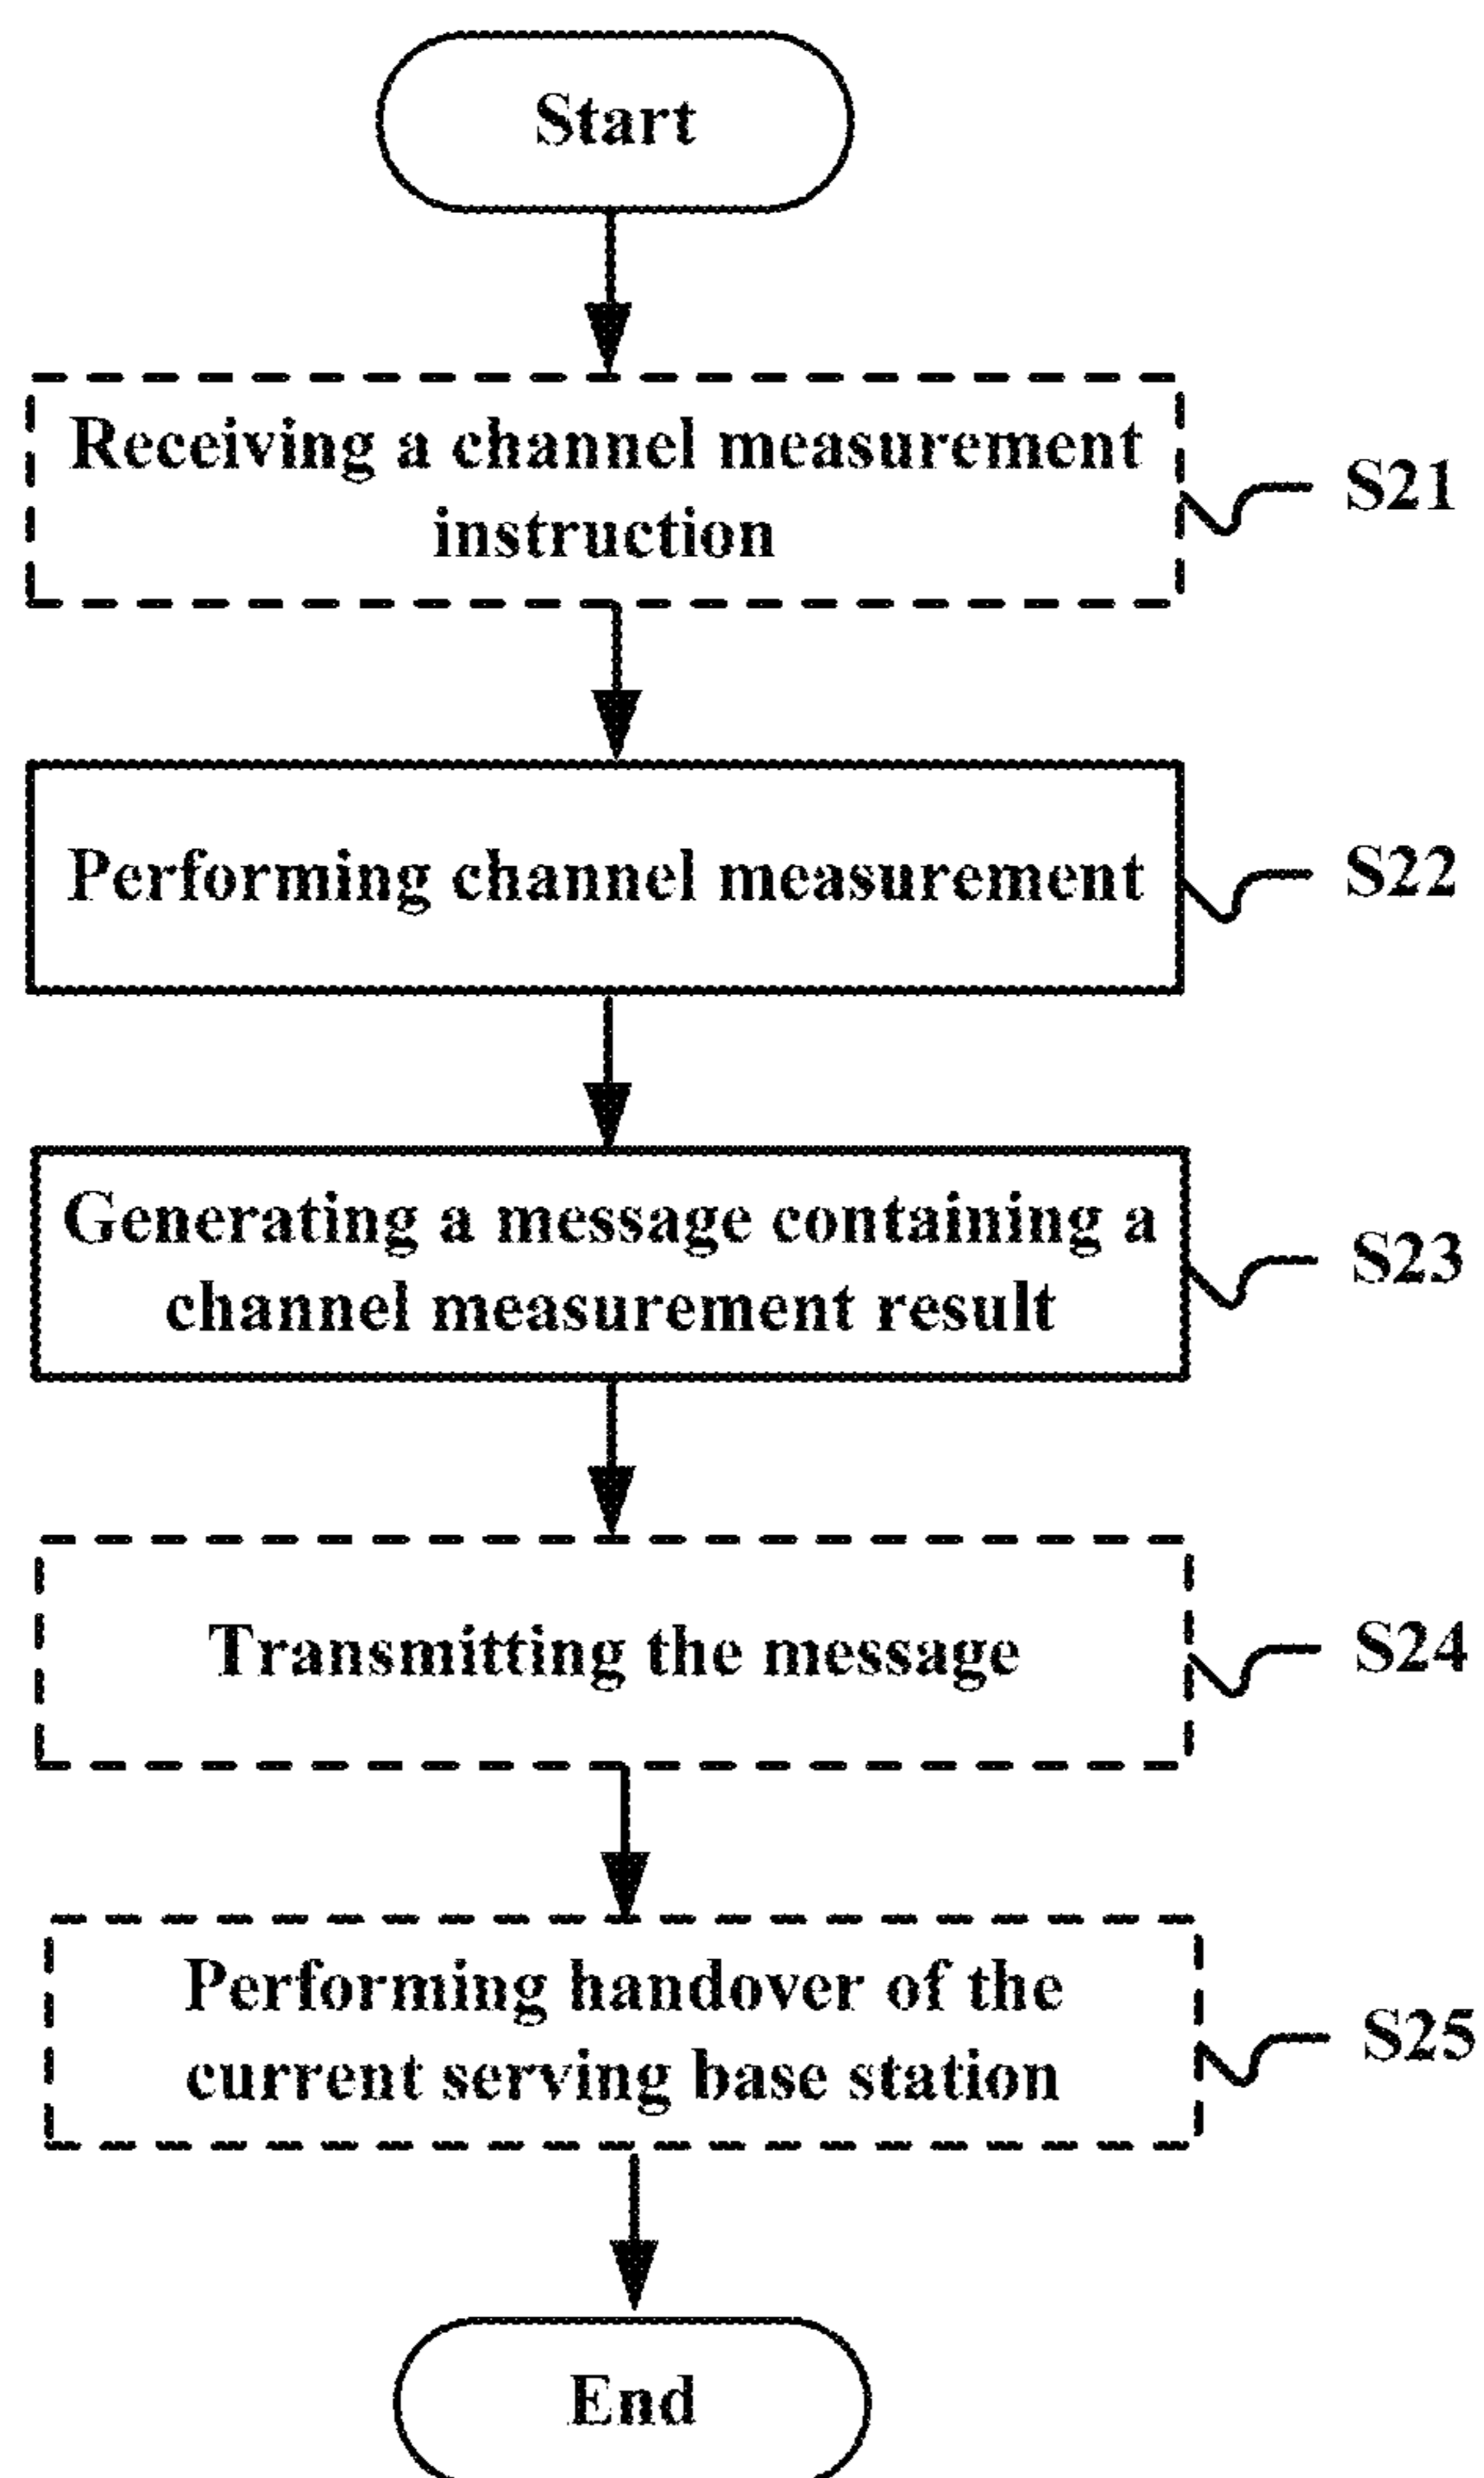 Start
Receiving a channel measurement
instruction
S21
Performing channel measurement
S22
Generating a message containing a
channel measurement result
S23
Transmitting the message
S24
Performing handover of the
current serving base station
S25
End